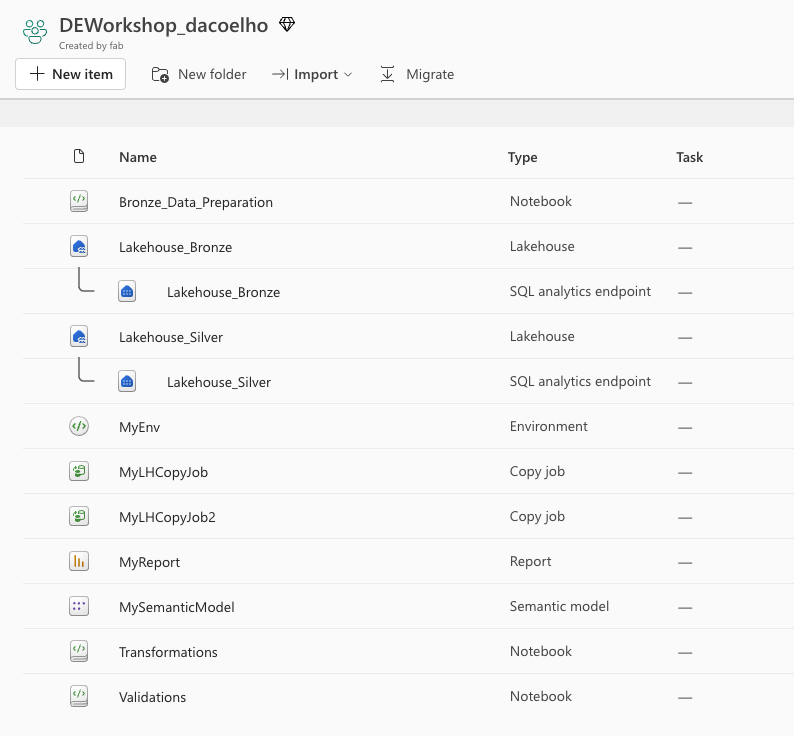 DEWorkshop_dacoelho
Created by fab
New item New folder Import Migrate
Name Type Task
Bronze_Data_Preparation Notebook —
Lakehouse_Bronze Lakehouse —
Lakehouse_Bronze SQL analytics endpoint —
Lakehouse_Silver Lakehouse —
Lakehouse_Silver SQL analytics endpoint —
MyEnv Environment —
MyLHCopyJob Copy job —
MyLHCopyJob2 Copy job —
MyReport Report —
MySemanticModel Semantic model —
Transformations Notebook —
Validations Notebook —